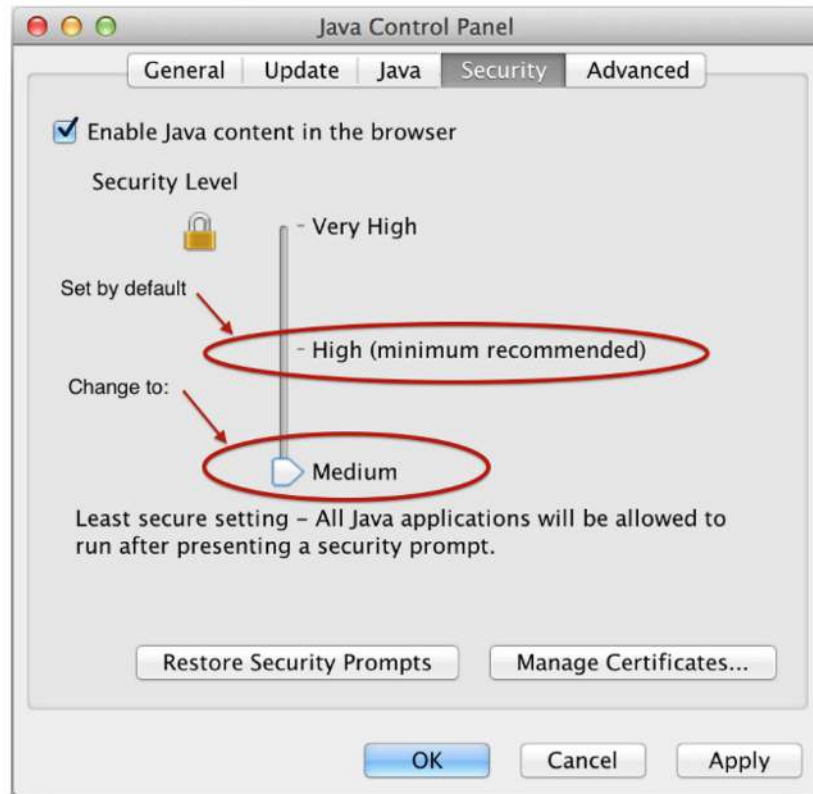 Java Control Panel
General Update Java Security Advanced
Enable Java content in the browser
Security Level
- Very High
Set by default
- High (minimum recommended)
Change to:
Medium
Least secure setting – All Java applications will be allowed to
run after presenting a security prompt.
Restore Security Prompts Manage Certificates...
OK Cancel Apply